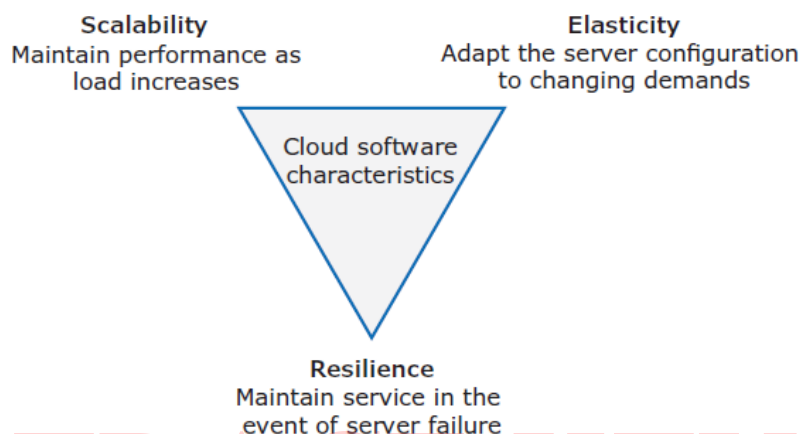 Scalability
Maintain performance as
load increases
Elasticity
Adapt the server configuration
to changing demands
Cloud software
characteristics
Resilience
Maintain service in the
event of server failure